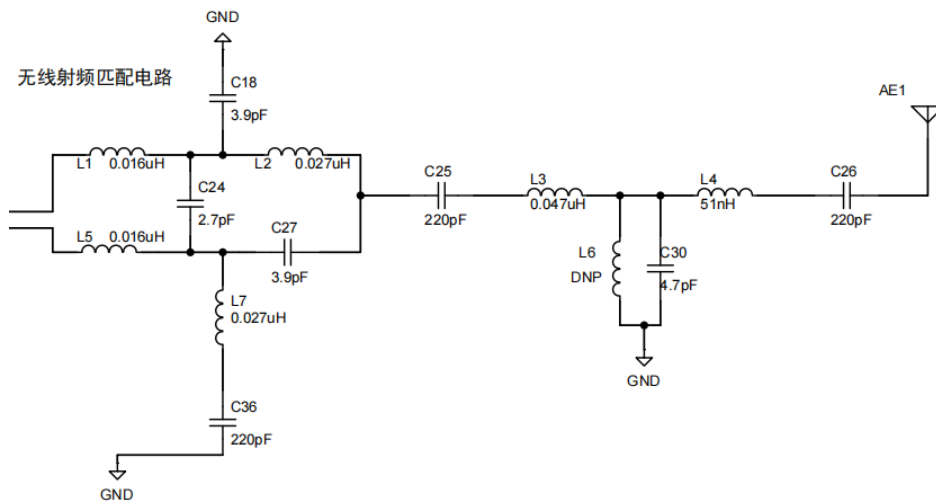 GND
无线射频匹配电路
C18
3.9pF
AE1
L1 0.016uH
L2 0.027uH
C24
2.7pF
C25
220pF
L3
0.047uH
L4
51nH
C26
220pF
L5 0.016uH
C27
3.9pF
L6
DNP
C30
4.7pF
L7
0.027uH
GND
C36
220pF
GND